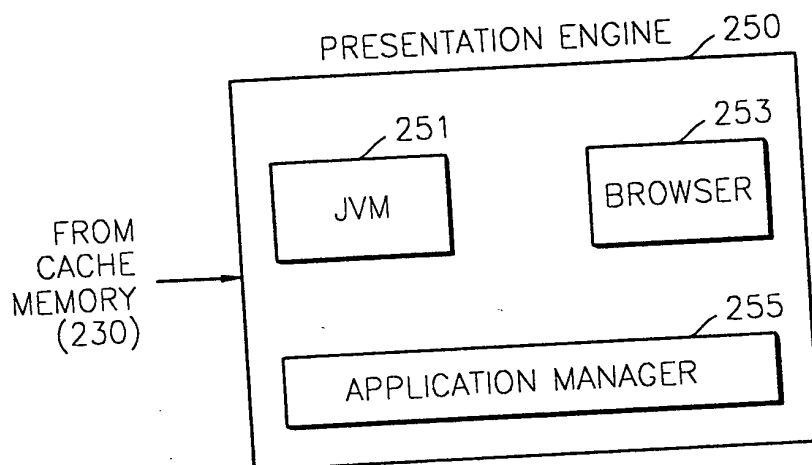 PRESENTATION ENGINE 250
251
253
JVM
BROWSER
FROM
CACHE
MEMORY
(230)
255
APPLICATION MANAGER